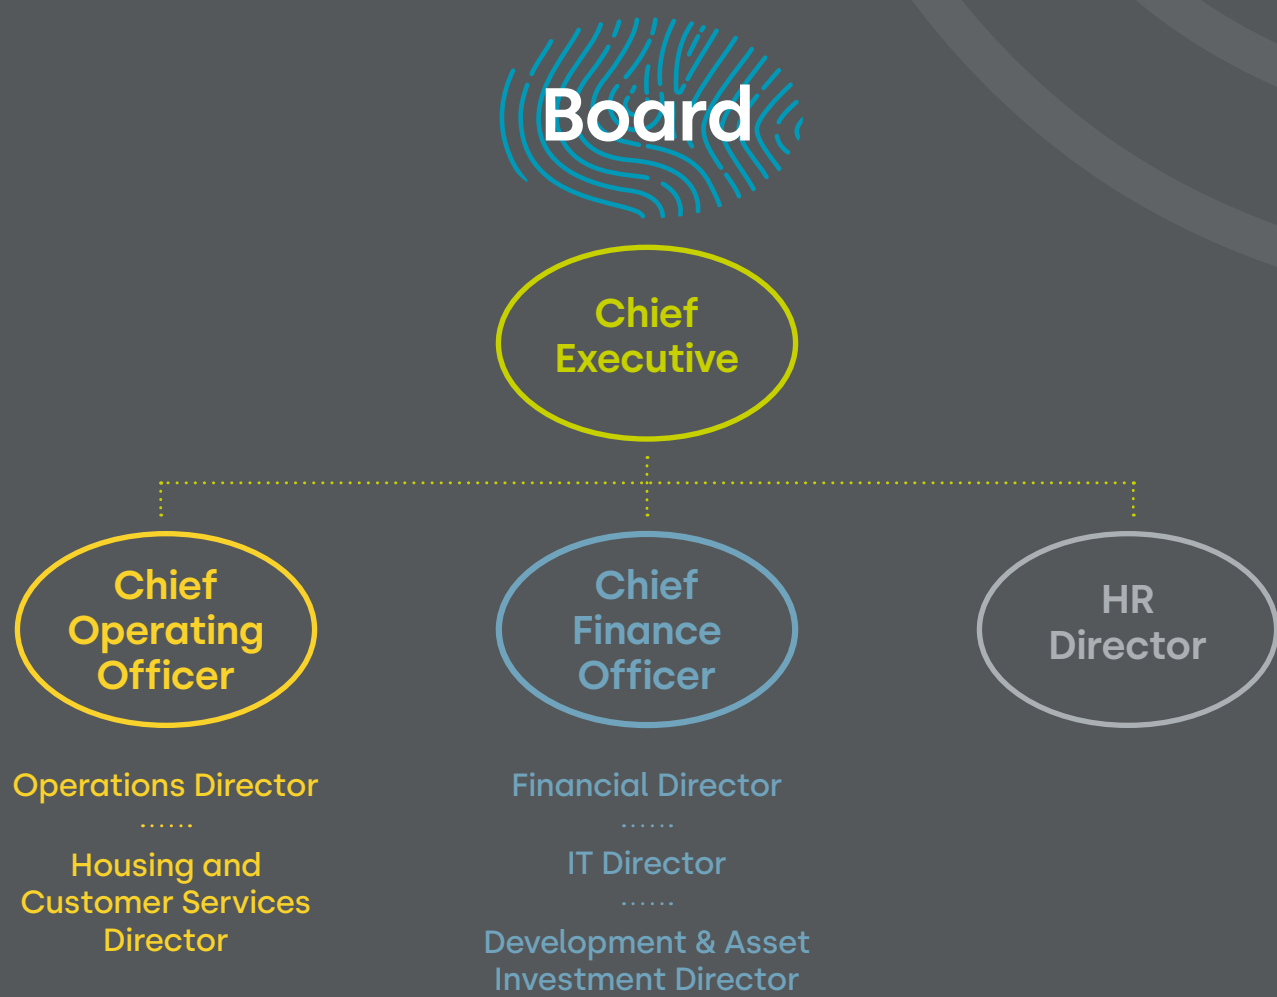 Board
Chief
Executive
Chief
Operating
Officer
Chief
Finance
Officer
HR
Director
Operations Director
Housing and
Customer Services
Director
Financial Director
IT Director
Development & Asset
Investment Director